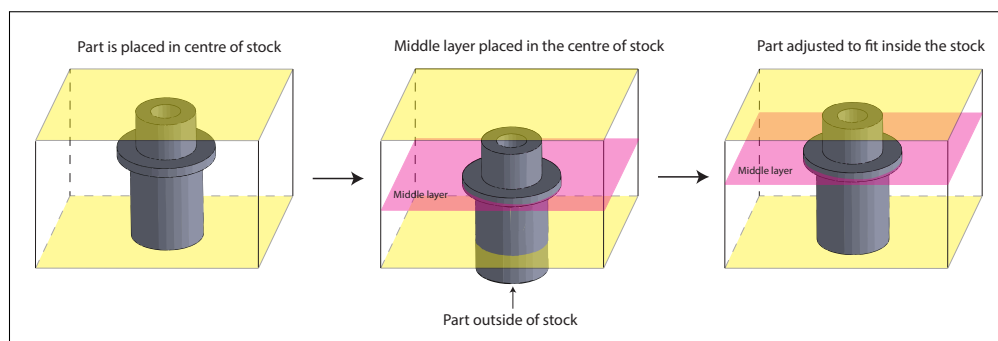 Part is placed in centre of stock
Middle layer placed in the centre of stock
Part adjusted to fit inside the stock
Middle layer
Middle layer
Part outside of stock